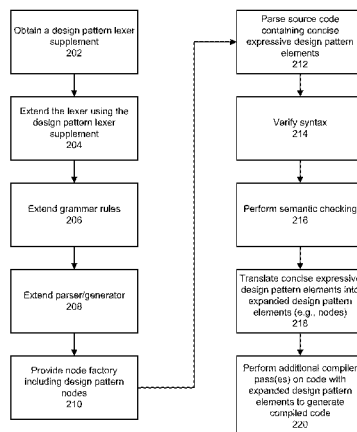 Obtain a design pattern lexer
supplement
202
Extend the lexer using the
design pattern lexer
supplement
204
Extend grammar rules
206
Extend parser/generator
208
Provide node factory
including design pattern
nodes
210
Parse source code
containing concise
expressive design pattern
elements
212
Verify syntax
214
Perform semantic checking
216
Translate concise expressive
design pattern elements into
expanded design pattern
elements (e.g., nodes)
218
Perform additional compiler
pass(es) on code with
expanded design pattern
elements to generate
compiled code
220